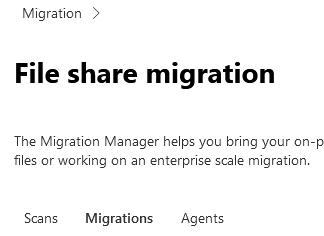 Migration >
File share migration
The Migration Manager helps you bring your on-p
files or working on an enterprise scale migration.
Scans Migrations Agents